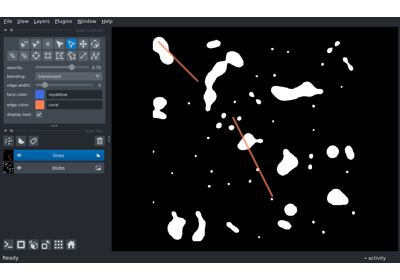 File View Layers Plugins Window Help
opacity: 0.70
blending: translucent
edge width: 5
face color: royalblue
edge color: coral
display text: ✓
lines
blobs
Ready
activity